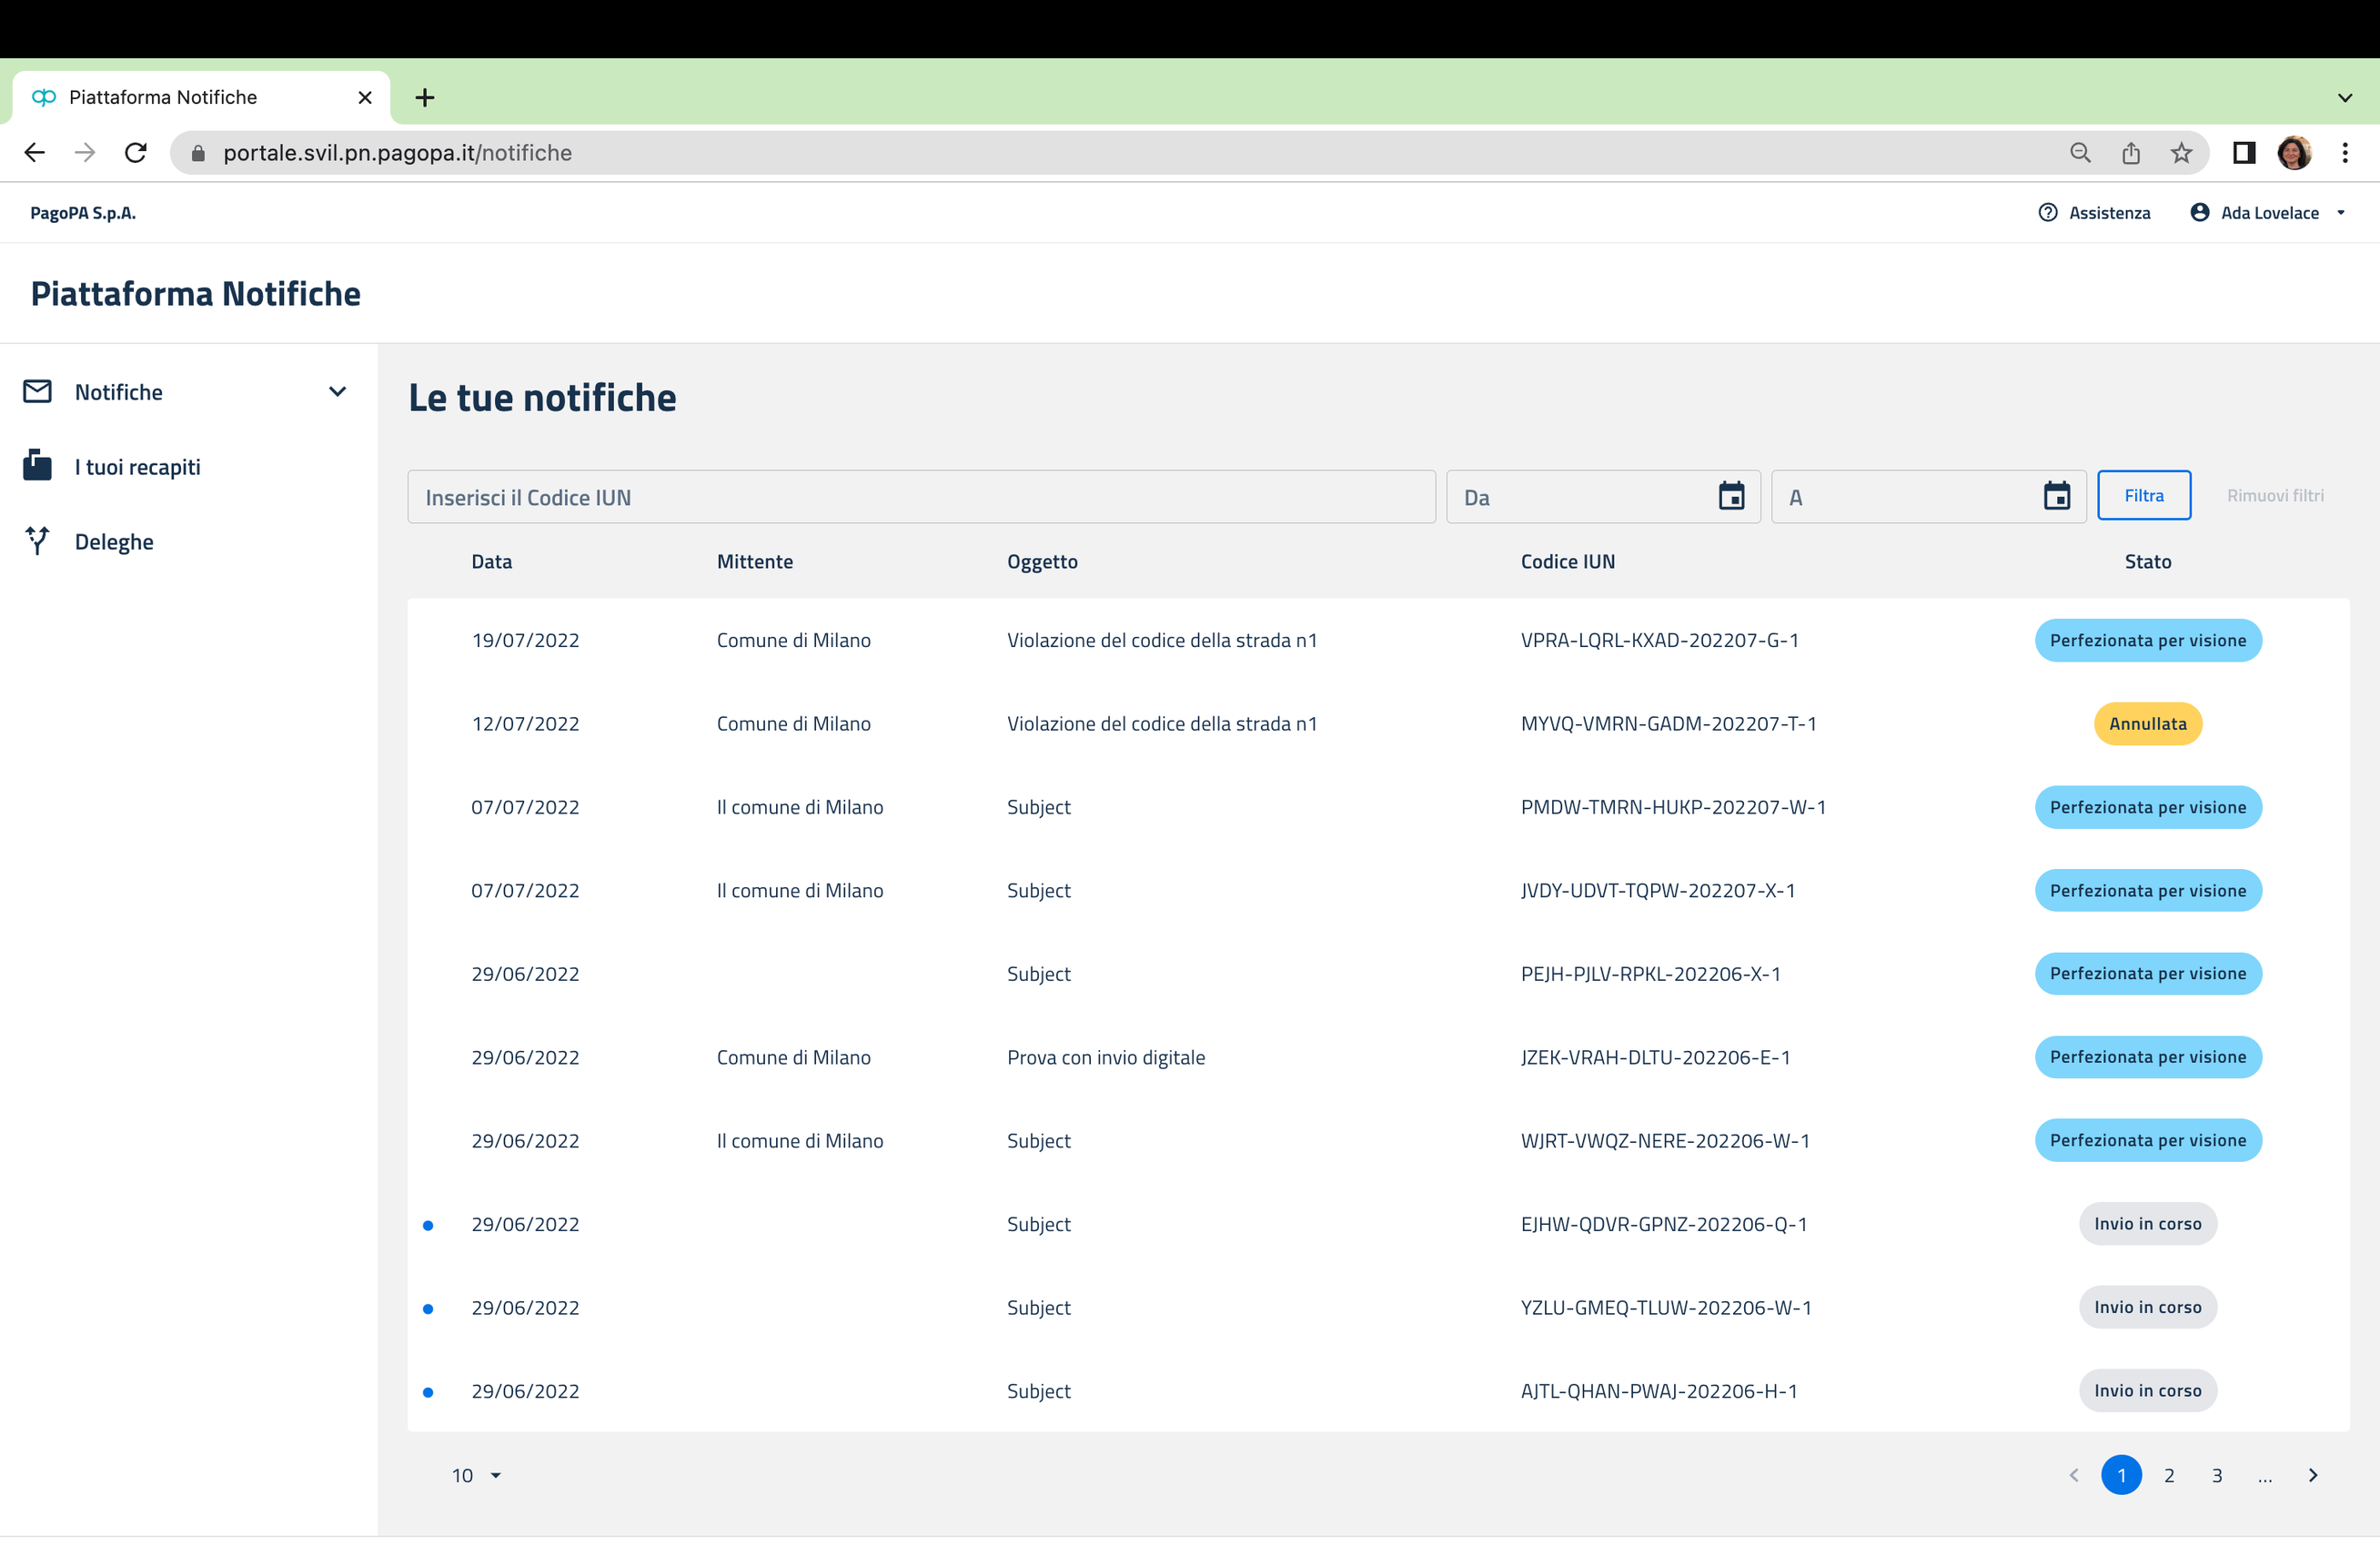 Piattaforma Notifiche
portale.svil.pn.pagopa.it/notifiche
PagoPA S.p.A. Assistenza Ada Lovelace
Piattaforma Notifiche
Notifiche
I tuoi recapiti
Deleghe
Le tue notifiche
Inserisci il Codice IUN Da A Filtra Rimuovi filtri
Data Mittente Oggetto Codice IUN Stato
19/07/2022 Comune di Milano Violazione del codice della strada n1 VPRA-LQRL-KXAD-202207-G-1 Perfezionata per visione
12/07/2022 Comune di Milano Violazione del codice della strada n1 MYVQ-VMRN-GADM-202207-T-1 Annullata
07/07/2022 Il comune di Milano Subject PMDW-TMRN-HUKP-202207-W-1 Perfezionata per visione
07/07/2022 Il comune di Milano Subject JVDY-UDVT-TQPW-202207-X-1 Perfezionata per visione
29/06/2022 Subject PEJH-PJLV-RPKL-202206-X-1 Perfezionata per visione
29/06/2022 Comune di Milano Prova con invio digitale JZEK-VRAH-DLTU-202206-E-1 Perfezionata per visione
29/06/2022 Il comune di Milano Subject WJRT-VWQZ-NERE-202206-W-1 Perfezionata per visione
29/06/2022 Subject EJHW-QDVR-GPNZ-202206-Q-1 Invio in corso
29/06/2022 Subject YZLU-GMEQ-TLUW-202206-W-1 Invio in corso
29/06/2022 Subject AJTL-QHAN-PWAJ-202206-H-1 Invio in corso
10 1 2 3 ...